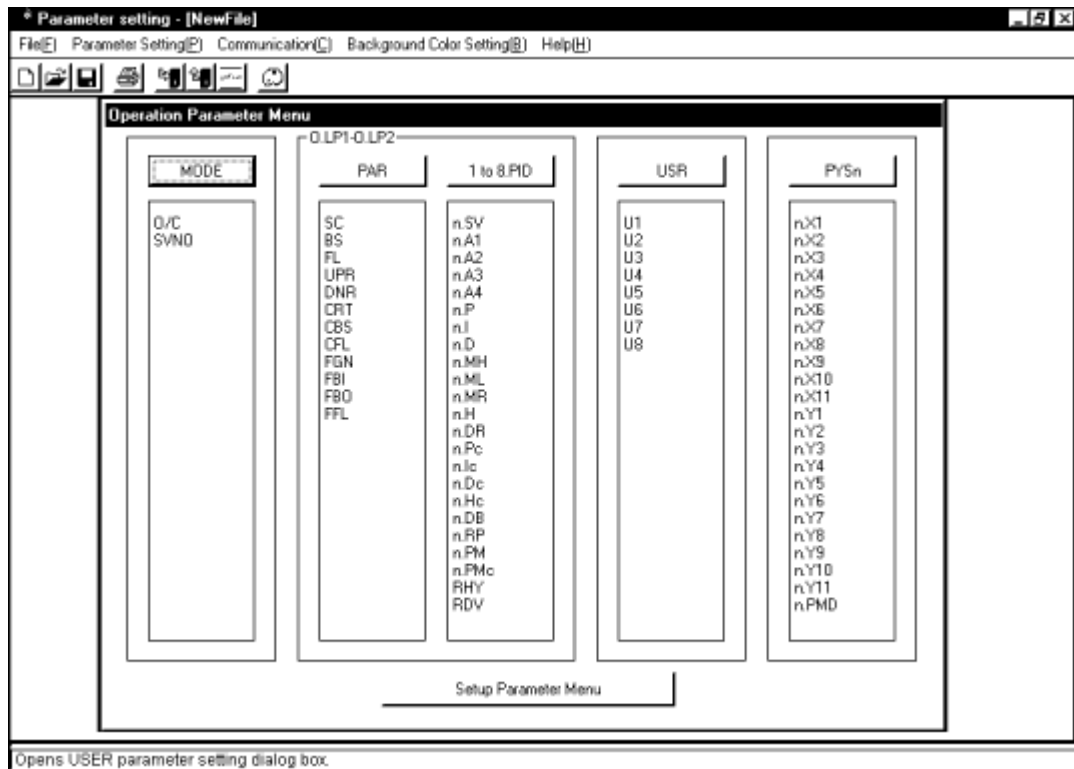 Parameter setting - [NewFile]
File(F) Parameter Setting(P) Communication(C) Background Color Setting(B) Help(H)
Operation Parameter Menu
MODE
O/C
SVNO
O.LP1-O.LP2
PAR
SC
BS
FL
UPR
DNR
CRT
CBS
CFL
FGN
FBI
FBO
FFL
1 to 8.PID
n.SV
n.A1
n.A2
n.A3
n.A4
n.P
n.I
n.D
n.MH
n.ML
n.MR
n.H
n.DR
n.Pc
n.Ic
n.Dc
n.Hc
n.DB
n.RP
n.PM
n.PMc
RHY
RDV
USR
U1
U2
U3
U4
U5
U6
U7
U8
PYSn
n.X1
n.X2
n.X3
n.X4
n.X5
n.X6
n.X7
n.X8
n.X9
n.X10
n.X11
n.Y1
n.Y2
n.Y3
n.Y4
n.Y5
n.Y6
n.Y7
n.Y8
n.Y9
n.Y10
n.Y11
n.PMD
Setup Parameter Menu
Opens USER parameter setting dialog box.